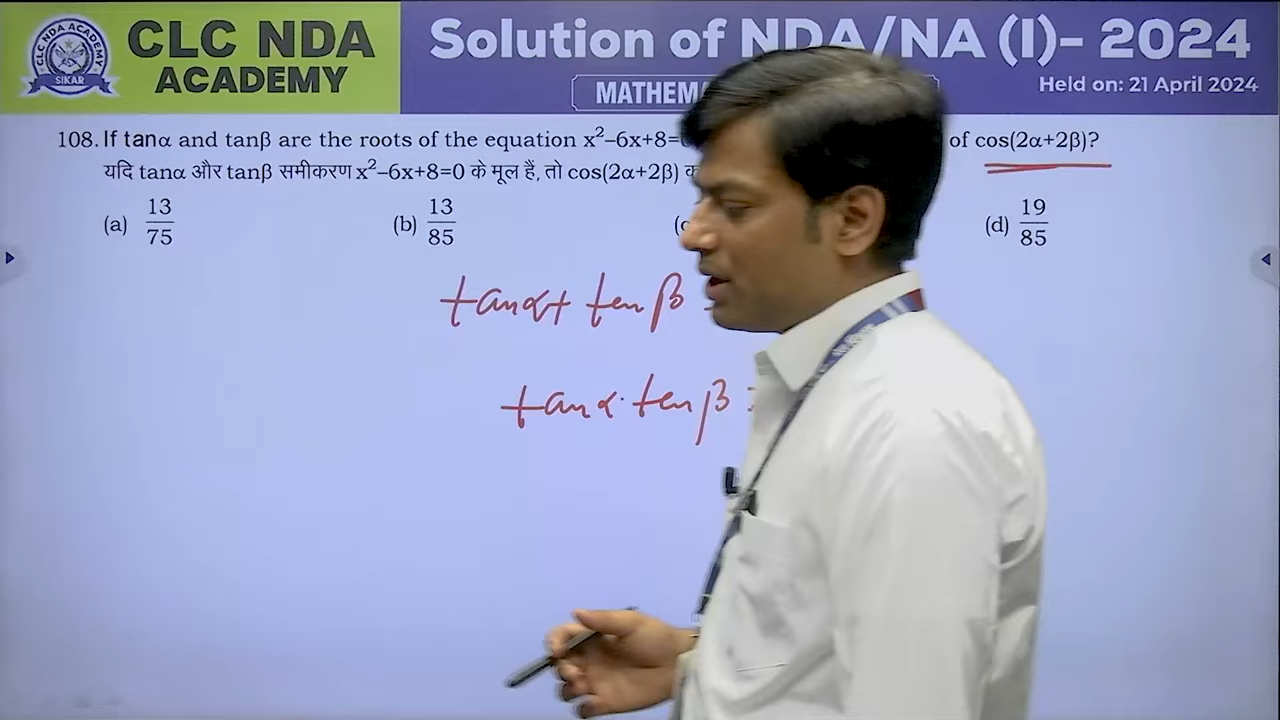 CLC NDA ACADEMY
SIKAR
CLC NDA
ACADEMY
Solution of NDA/NA (I)- 2024
Held on: 21 April 2024
108. If tanα and tanβ are the roots of the equation x²–6x+8= of cos(2α+2β)?
यदि tanα और tanβ समीकरण x²–6x+8=0 के मूल हैं, तो cos(2α+2β)
(a) 13/75 (b) 13/85 (d) 19/85
tanα+ tanβ
tanα·tanβ =